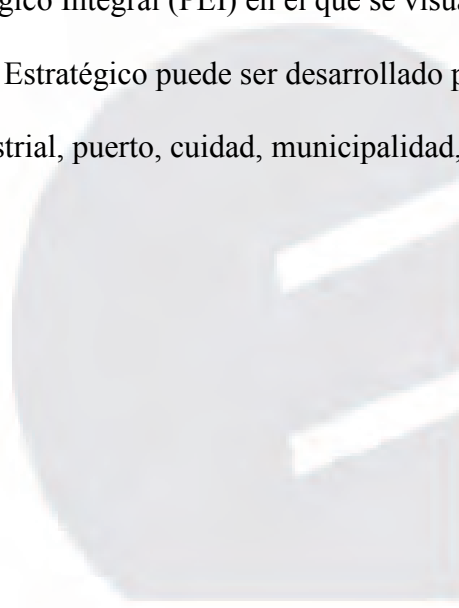 gico Integral (PEI) en el que se visua
Estratégico puede ser desarrollado p
strial, puerto, cuidad, municipalidad,